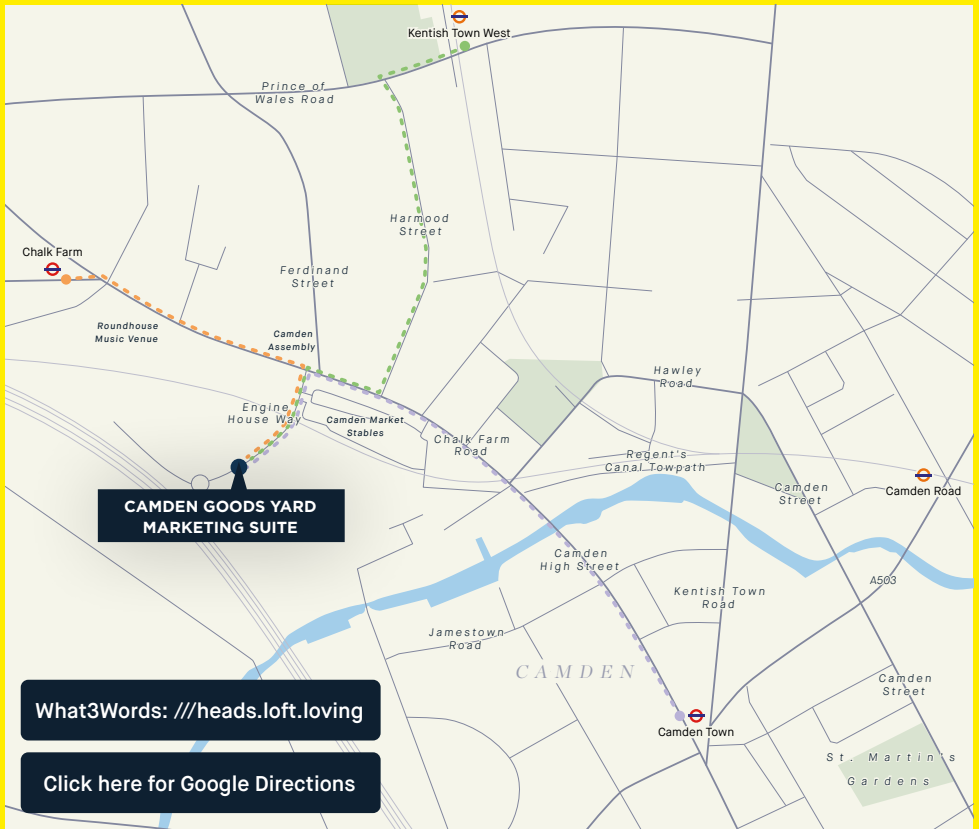 Kentish Town West
Prince of
Wales Road
Harmood
Street
Chalk Farm
Ferdinand
Street
Roundhouse
Music Venue
Camden
Assembly
Hawley
Road
Engine
House Way
Camden Market
Stables
Chalk Farm
Road
Regent's
Canal Towpath
Camden
Street
Camden Road
CAMDEN GOODS YARD
MARKETING SUITE
Camden
High Street
A503
Kentish Town
Road
Jamestown
Road
CAMDEN
Camden
Street
What3Words: ///heads.loft.loving
Camden Town
St. Martin's
Gardens
Click here for Google Directions